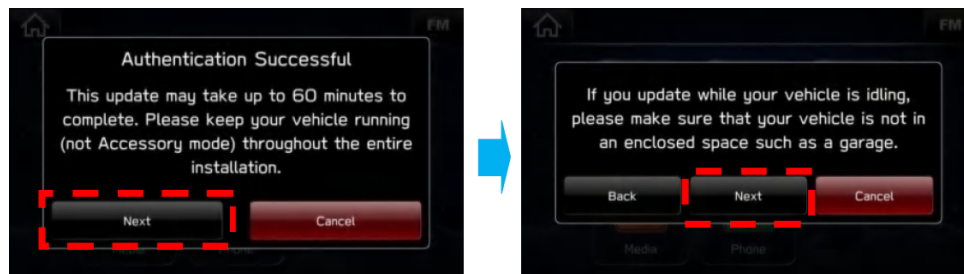 FM
Authentication Successful
This update may take up to 60 minutes to
complete. Please keep your vehicle running
(not Accessory mode) throughout the entire
installation.
Next
Cancel
Media
Phone
FM
If you update while your vehicle is idling,
please make sure that your vehicle is not in
an enclosed space such as a garage.
Back
Next
Cancel
Media
Phone